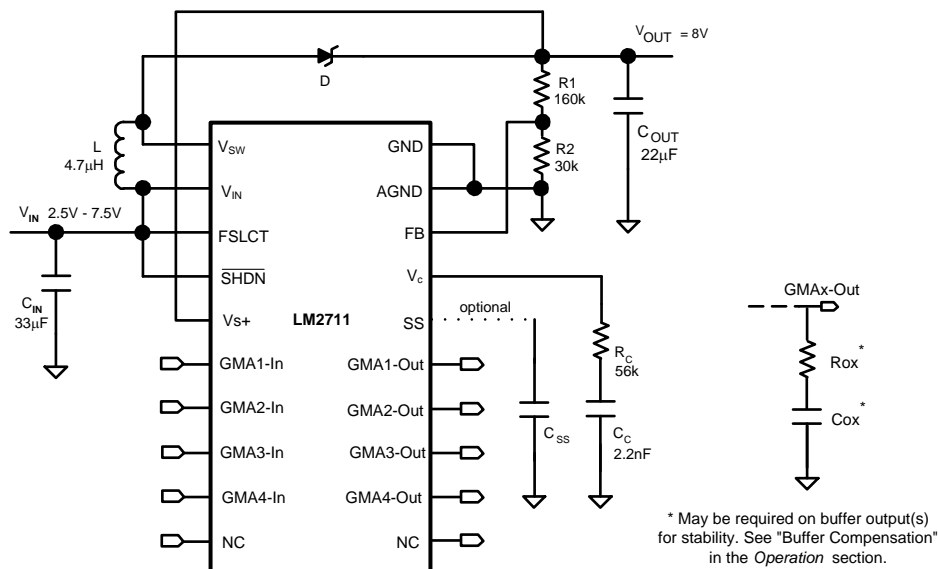 V_OUT = 8V
D
R1
160k
C_OUT
22µF
R2
30k
L
4.7µH
V_SW
GND
V_IN
AGND
V_IN 2.5V - 7.5V
FSLCT
FB
SHDN
V_c
C_IN
33µF
Vs+
LM2711
SS
optional
GMA1-In
GMA1-Out
R_C
56k
GMA2-In
GMA2-Out
C_SS
C_C
2.2nF
GMA3-In
GMA3-Out
GMA4-In
GMA4-Out
NC
NC
GMAx-Out
Rox*
Cox*
* May be required on buffer output(s)
for stability. See "Buffer Compensation"
in the Operation section.